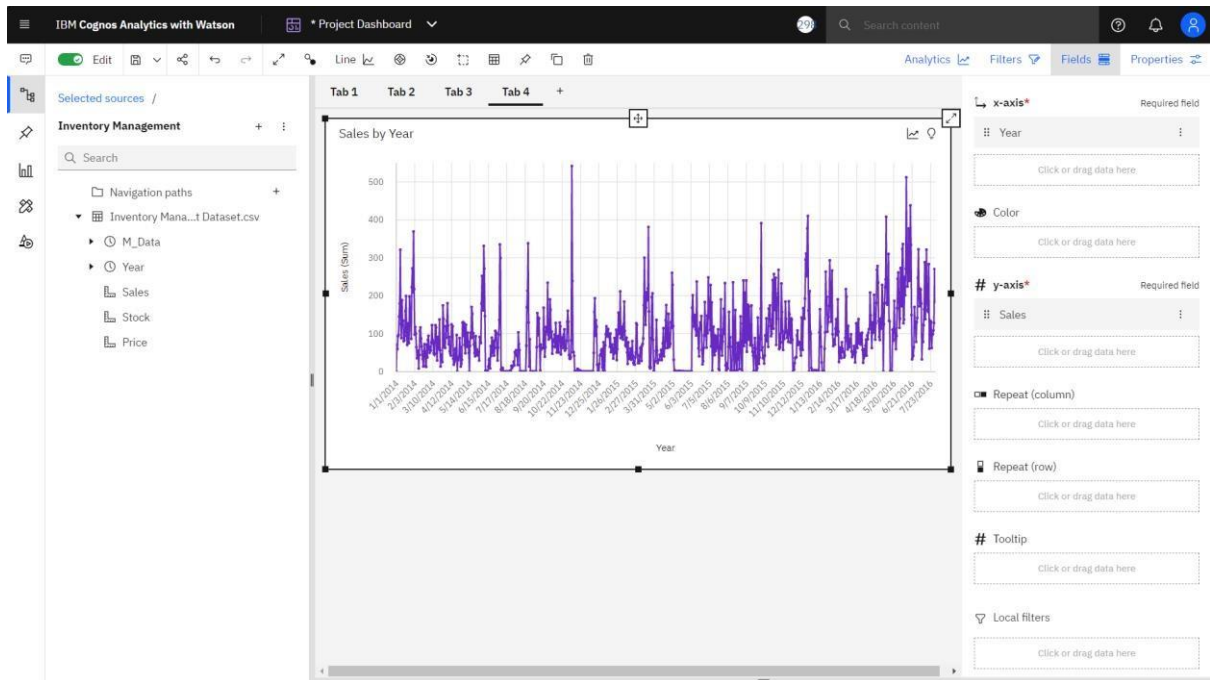 IBM Cognos Analytics with Watson
* Project Dashboard
Search content
Edit
Line
Analytics
Filters
Fields
Properties
Selected sources /
Inventory Management
Search
Navigation paths
Inventory Mana...t Dataset.csv
M_Data
Year
Sales
Stock
Price
Tab 1 Tab 2 Tab 3 Tab 4 +
Sales by Year
Sales (Sum)
500
400
300
200
100
0
1/1/2014 2/3/2014 3/10/2014 4/12/2014 5/14/2014 6/15/2014 7/17/2014 8/18/2014 9/20/2014 10/22/2014 11/23/2014 12/25/2014 1/26/2015 2/27/2015 3/31/2015 5/2/2015 6/3/2015 7/5/2015 8/6/2015 9/7/2015 10/9/2015 11/10/2015 12/12/2015 1/13/2016 2/14/2016 3/17/2016 4/18/2016 5/20/2016 6/21/2016 7/23/2016
Year
x-axis* Required field
Year
Click or drag data here
Color
Click or drag data here
# y-axis* Required field
Sales
Click or drag data here
Repeat (column)
Click or drag data here
Repeat (row)
Click or drag data here
# Tooltip
Click or drag data here
Local filters
Click or drag data here